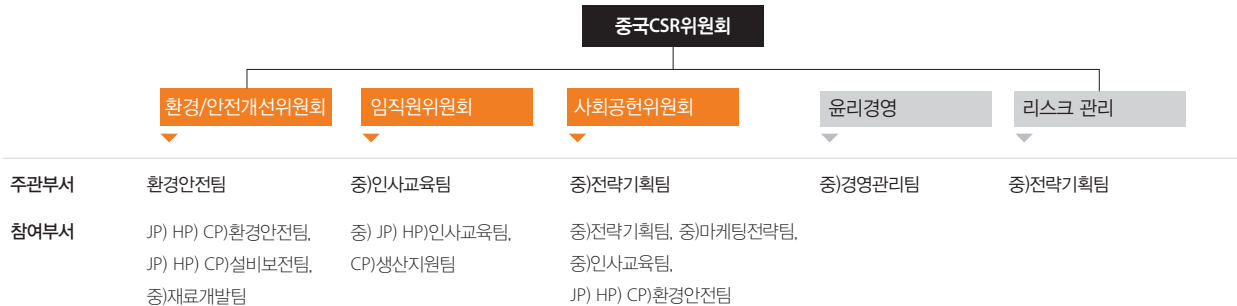 중국CSR위원회
환경/안전개선위원회 임직원위원회 사회공헌위원회 윤리경영 리스크 관리
주관부서 환경안전팀 중)인사교육팀 중)전략기획팀 중)경영관리팀 중)전략기획팀
참여부서 JP) HP) CP)환경안전팀, 중) JP) HP)인사교육팀, 중)전략기획팀, 중)마케팅전략팀,
JP) HP) CP)설비보전팀, CP)생산지원팀 중)인사교육팀,
중)재료개발팀 JP) HP) CP)환경안전팀